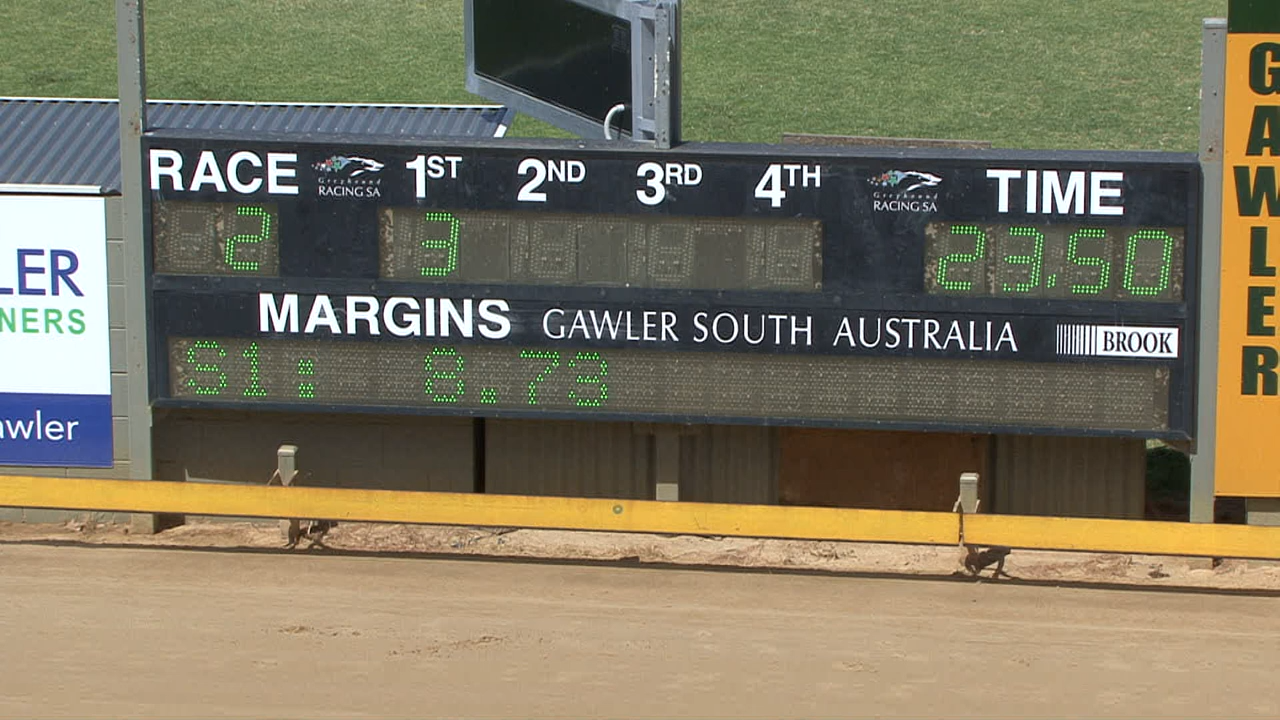 RACE Greyhound RACING SA 1ST 2ND 3RD 4TH Greyhound RACING SA TIME
2 3 23.50
MARGINS GAWLER SOUTH AUSTRALIA BROOK
S1: 8.73
LER
NERS
awler
GAWLER